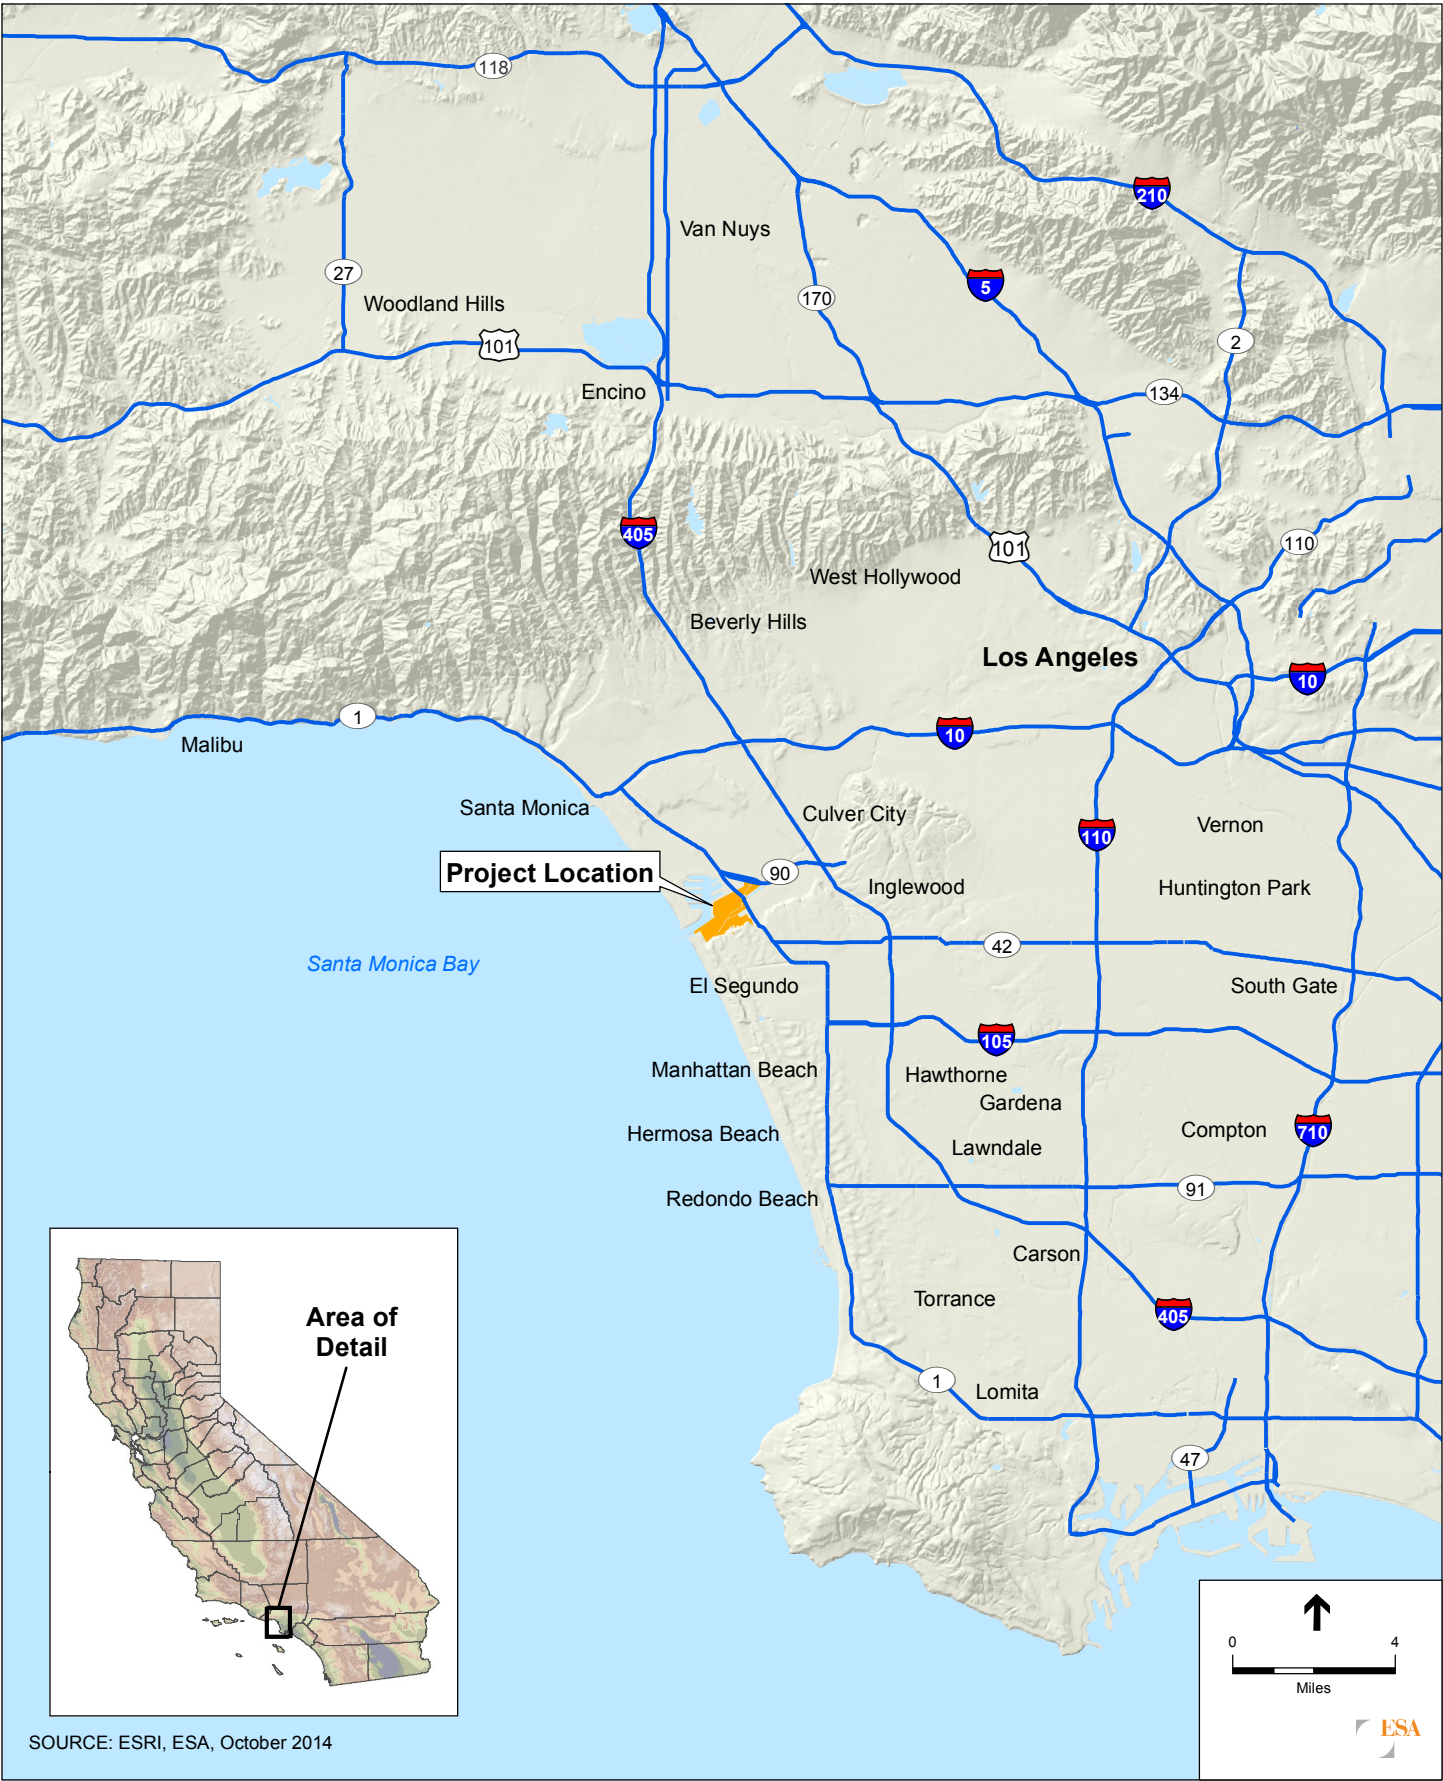 118
210
Van Nuys
27
5
170
Woodland Hills
101
2
Encino
134
405
110
101
West Hollywood
Beverly Hills
Los Angeles
10
1
Malibu
10
Santa Monica
Culver City
Vernon
110
Project Location
90
Inglewood
Huntington Park
42
Santa Monica Bay
El Segundo
South Gate
105
Manhattan Beach
Hawthorne
Gardena
Hermosa Beach
Compton
710
Lawndale
91
Redondo Beach
Carson
Torrance
405
Area of
Detail
1
Lomita
47
0 4
Miles
ESA
SOURCE: ESRI, ESA, October 2014